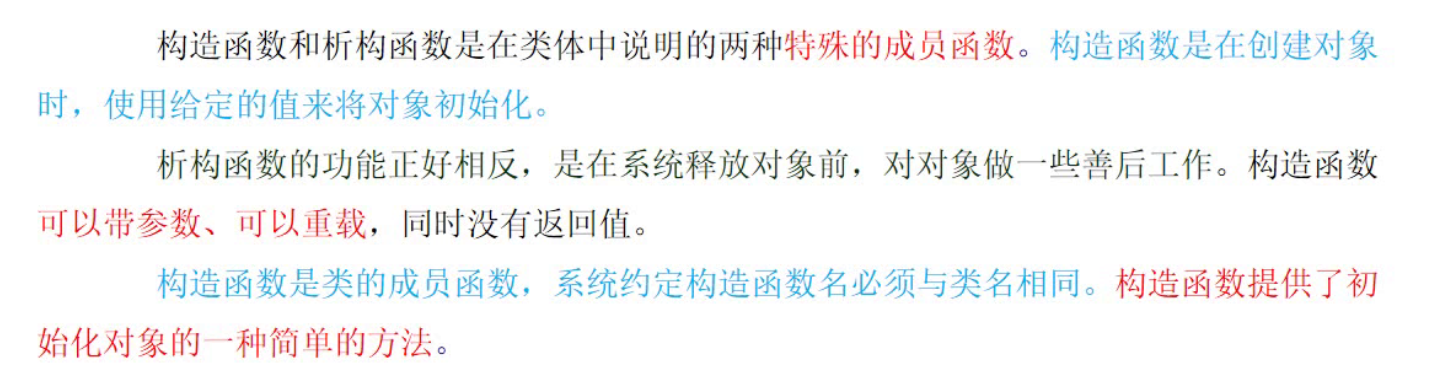 构造函数和析构函数是在类体中说明的两种特殊的成员函数。构造函数是在创建对象
时，使用给定的值来将对象初始化。
析构函数的功能正好相反，是在系统释放对象前，对对象做一些善后工作。构造函数
可以带参数、可以重载，同时没有返回值。
构造函数是类的成员函数，系统约定构造函数名必须与类名相同。构造函数提供了初
始化对象的一种简单的方法。